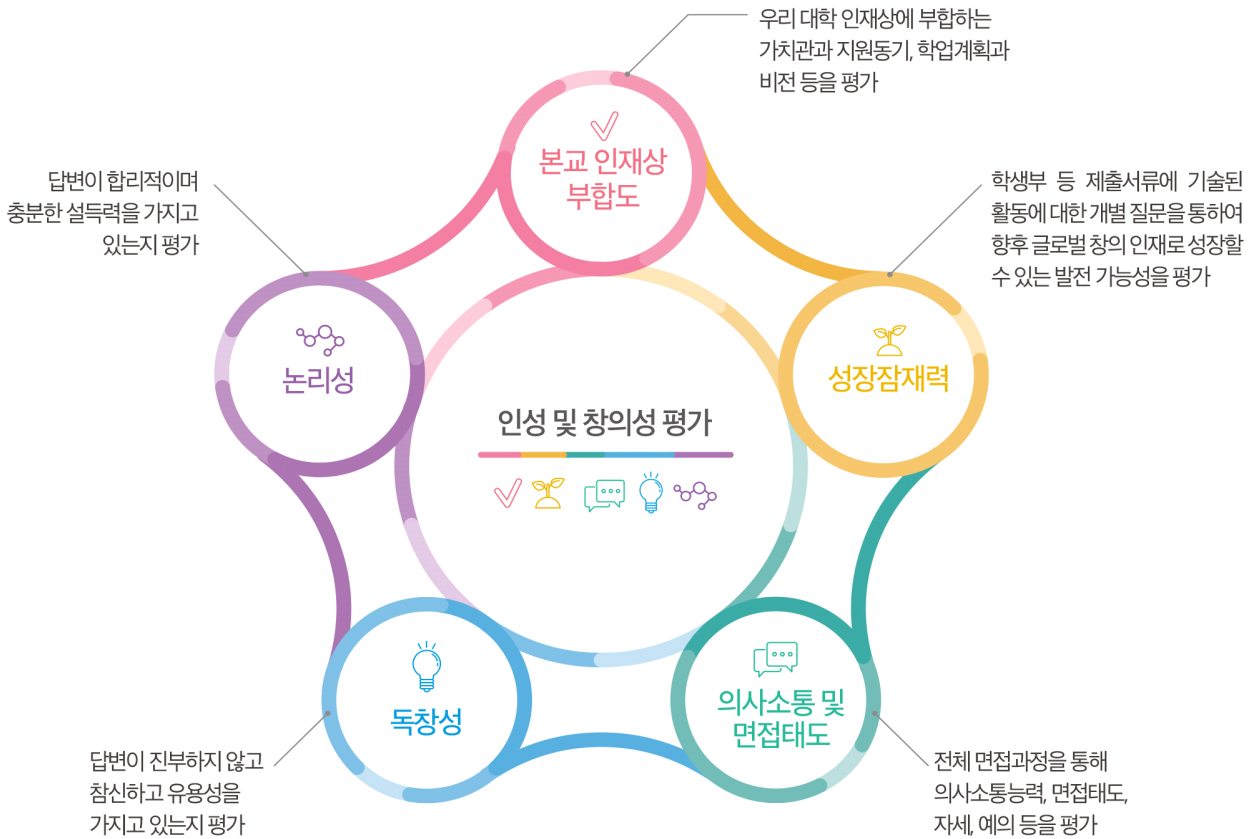 우리 대학 인재상에 부합하는
가치관과 지원동기, 학업계획과
비전 등을 평가
본교 인재상
부합도
답변이 합리적이며
충분한 설득력을 가지고
있는지 평가
학생부 등 제출서류에 기술된
활동에 대한 개별 질문을 통하여
향후 글로벌 창의 인재로 성장할
수 있는 발전 가능성을 평가
논리성
성장잠재력
인성 및 창의성 평가
독창성
의사소통 및
면접태도
답변이 진부하지 않고
참신하고 유용성을
가지고 있는지 평가
전체 면접과정을 통해
의사소통능력, 면접태도,
자세, 예의 등을 평가